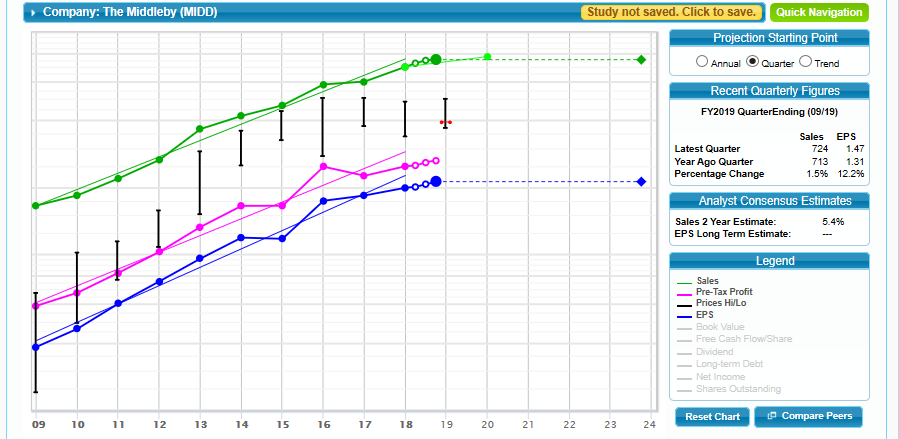 Company: The Middleby (MIDD)
Study not saved. Click to save.
Quick Navigation
Projection Starting Point
Annual Quarter Trend
Recent Quarterly Figures
FY2019 QuarterEnding (09/19)
Sales EPS
Latest Quarter 724 1.47
Year Ago Quarter 713 1.31
Percentage Change 1.5% 12.2%
Analyst Consensus Estimates
Sales 2 Year Estimate: 5.4%
EPS Long Term Estimate: ---
Legend
Sales
Pre-Tax Profit
Prices Hi/Lo
EPS
Book Value
Free Cash Flow/Share
Dividend
Long-term Debt
Net Income
Shares Outstanding
Reset Chart
Compare Peers
09 10 11 12 13 14 15 16 17 18 19 20 21 22 23 24